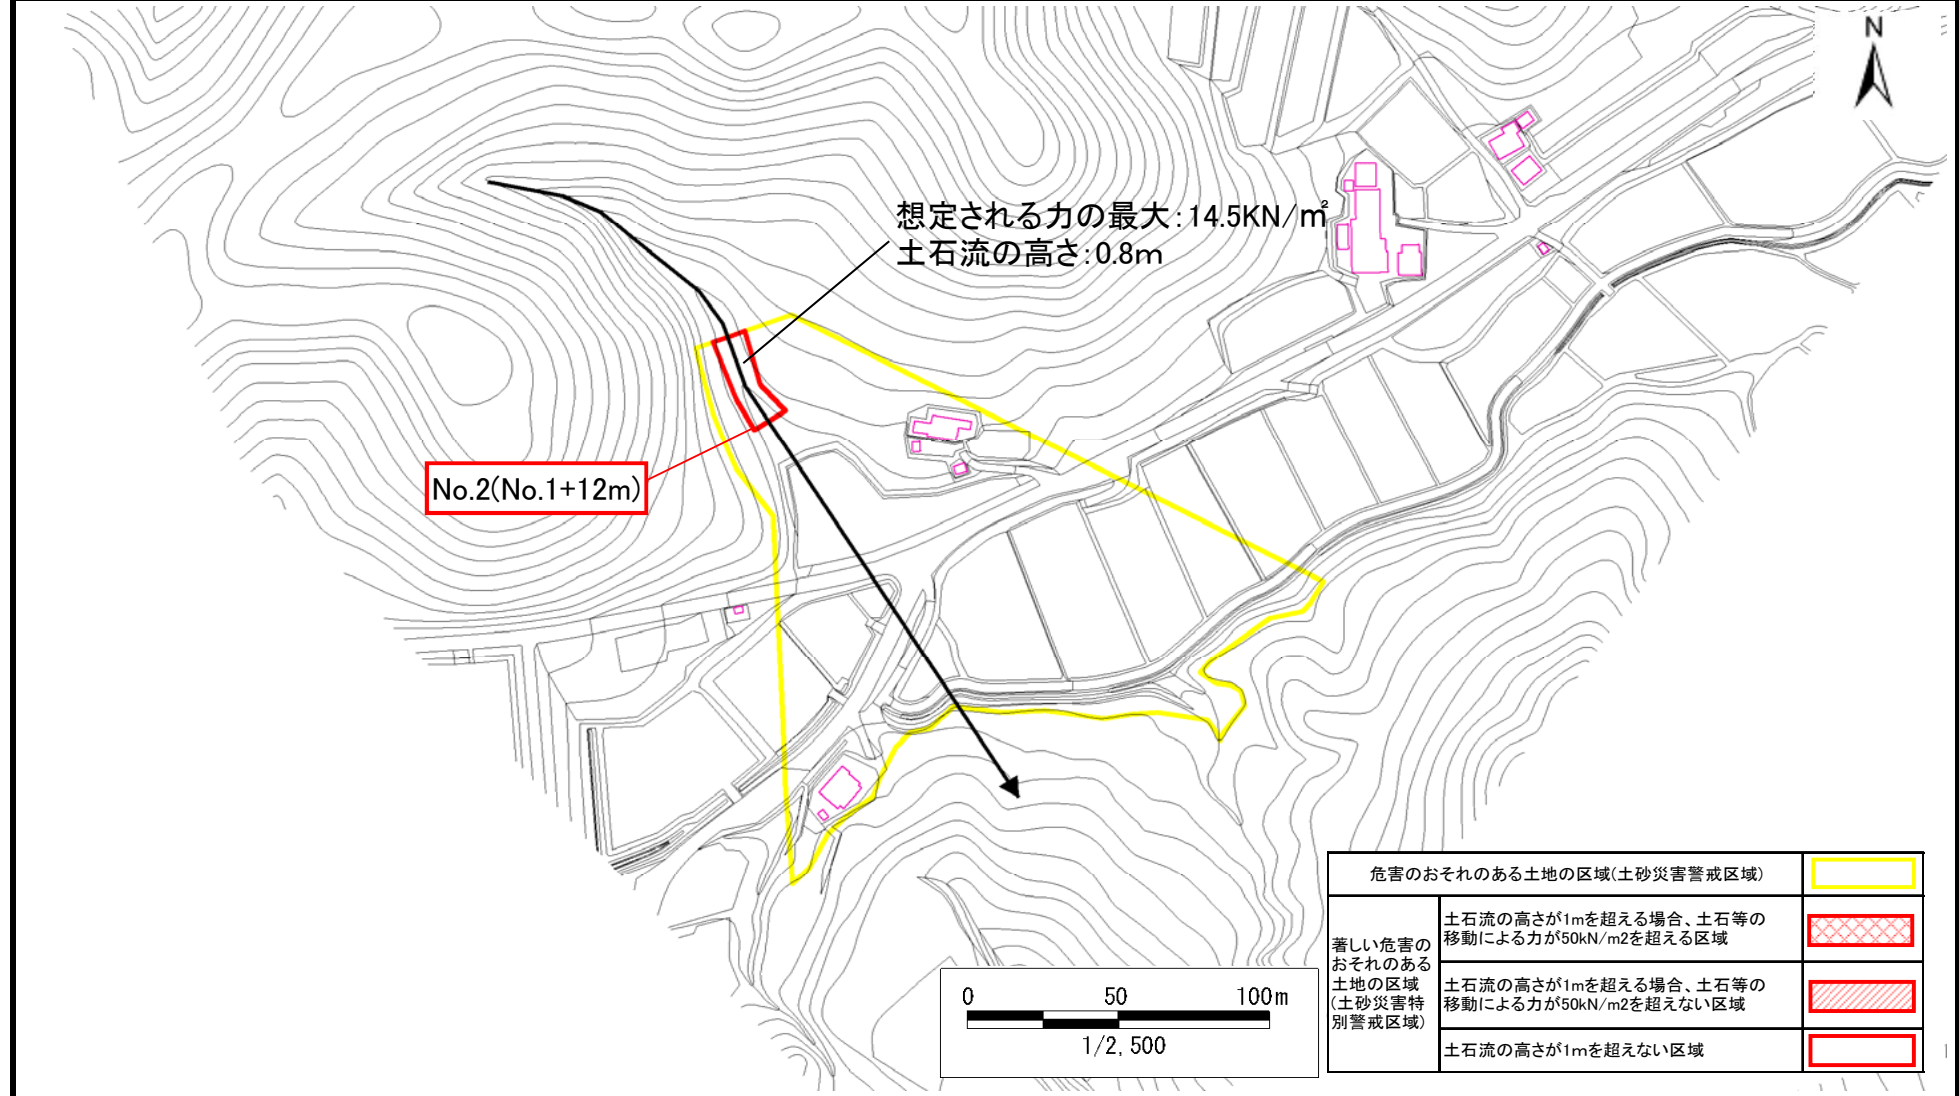 N
想定される力の最大:14.5KN/㎡
土石流の高さ:0.8m
No.2(No.1+12m)
危害のおそれのある土地の区域(土砂災害警戒区域)
著しい危害の
おそれのある
土地の区域
(土砂災害特
別警戒区域)
土石流の高さが1mを超える場合、土石等の
移動による力が50kN/m2を超える区域
土石流の高さが1mを超える場合、土石等の
移動による力が50kN/m2を超えない区域
土石流の高さが1mを超えない区域
0 50 100m
1/2,500